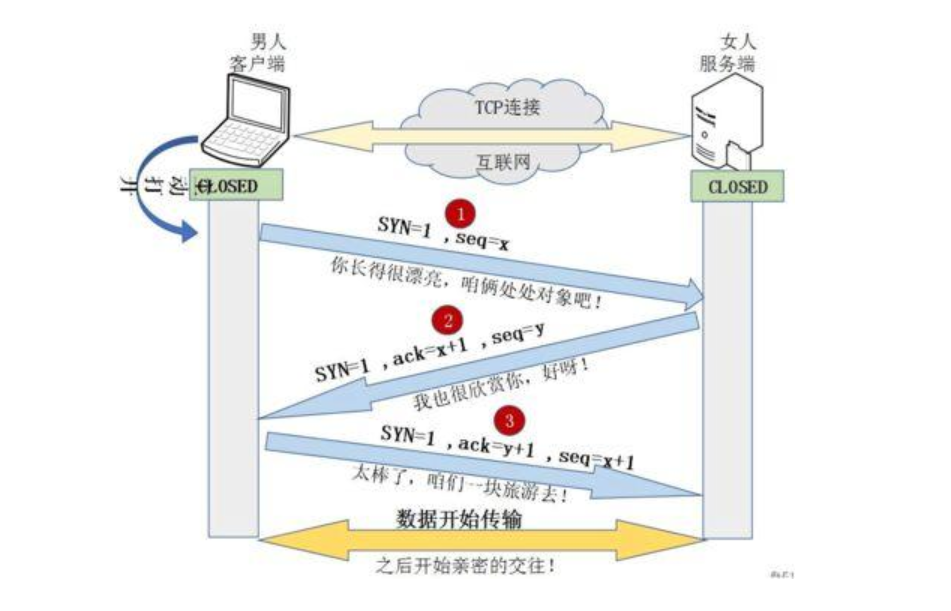 男人
客户端
女人
服务端
TCP连接
互联网
主动打开
CLOSED
CLOSED
1
SYN=1 ,seq=x
你长得很漂亮，咱俩处处对象吧！
2
SYN=1 ,ack=x+1 ,seq=y
我也很欣赏你，好呀！
3
SYN=1 ,ack=y+1 ,seq=x+1
太棒了，咱们一块旅游去！
数据开始传输
之后开始亲密的交往！